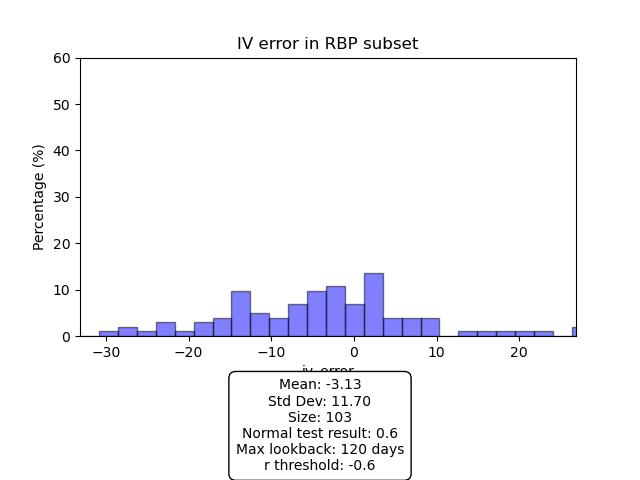 IV error in RBP subset
60
50
40
30
20
10
0
Percentage (%)
−30
−20
−10
0
10
20
iv_error
Mean: -3.13
Std Dev: 11.70
Size: 103
Normal test result: 0.6
Max lookback: 120 days
r threshold: -0.6